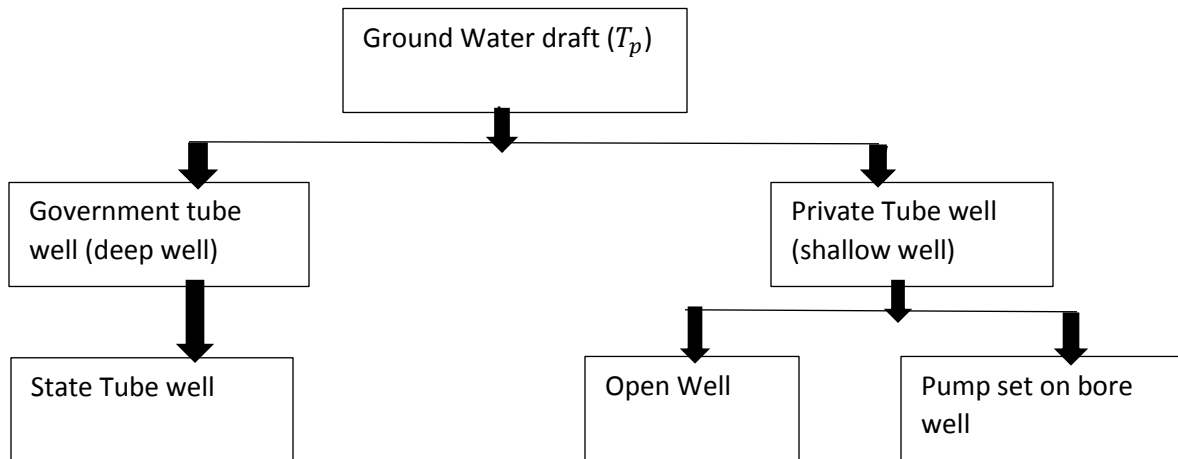 Ground Water draft (Tₚ)
Government tube
well (deep well)
Private Tube well
(shallow well)
State Tube well
Open Well
Pump set on bore
well